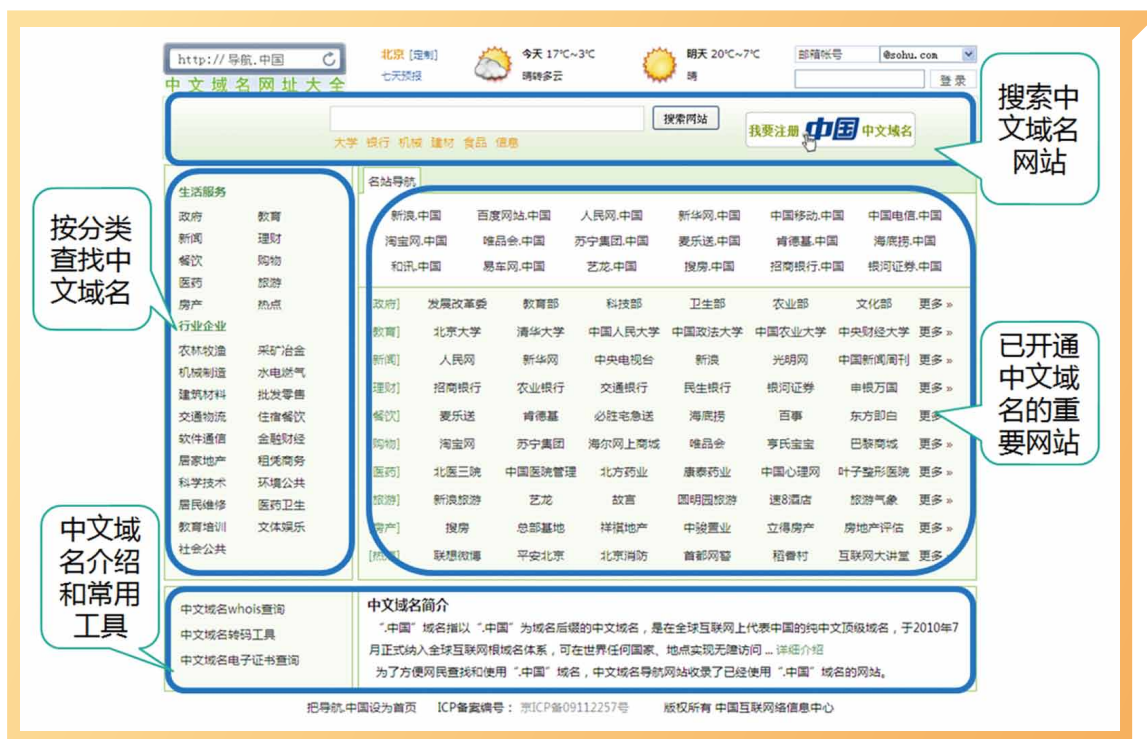 http://导航.中国
中文域名网址大全
北京 [定制]
七天预报
今天 17℃~3℃
晴转多云
明天 20℃~7℃
晴
邮箱帐号
@sohu.com
登录
搜索网站
大学 银行 机械 建材 食品 信息
我要注册 中国 中文域名
搜索中
文域名
网站
按分类
查找中
文域名
生活服务
政府 教育
新闻 理财
餐饮 购物
医药 旅游
房产 热点
行业企业
农林牧渔 采矿冶金
机械制造 水电燃气
建筑材料 批发零售
交通物流 住宿餐饮
软件通信 金融财经
居家地产 租凭商务
科学技术 环境公共
居民维修 医药卫生
教育培训 文体娱乐
社会公共
名站导航
新浪.中国 百度网站.中国 人民网.中国 新华网.中国 中国移动.中国 中国电信.中国
淘宝网.中国 唯品会.中国 苏宁集团.中国 麦乐送.中国 肯德基.中国 海底捞.中国
和讯.中国 易车网.中国 艺龙.中国 搜房.中国 招商银行.中国 银河证券.中国
[政府] 发展改革委 教育部 科技部 卫生部 农业部 文化部 更多 »
[教育] 北京大学 清华大学 中国人民大学 中国政法大学 中国农业大学 中央财经大学 更多 »
[新闻] 人民网 新华网 中央电视台 新浪 光明网 中国新闻周刊 更多 »
[理财] 招商银行 农业银行 交通银行 民生银行 银河证券 申银万国 更多 »
[餐饮] 麦乐送 肯德基 必胜宅急送 海底捞 百事 东方即白 更多 »
[购物] 淘宝网 苏宁集团 海尔网上商城 唯品会 亨氏宝宝 巴黎商城 更多 »
[医药] 北医三院 中国医院管理 北方药业 康泰药业 中国心理网 叶子整形医院 更多 »
[旅游] 新浪旅游 艺龙 故宫 圆明园旅游 速8酒店 旅游气象 更多 »
[房产] 搜房 总部基地 祥祺地产 中骏置业 立得房产 房地产评估 更多 »
[热点] 联想微博 平安北京 北京消防 首都网警 稻香村 互联网大讲堂 更多 »
已开通
中文域
名的重
要网站
中文域
名介绍
和常用
工具
中文域名whois查询
中文域名转码工具
中文域名电子证书查询
中文域名简介
“.中国”域名指以“.中国”为域名后缀的中文域名，是在全球互联网上代表中国的纯中文顶级域名，于2010年7
月正式纳入全球互联网根域名体系，可在世界任何国家、地点实现无障访问 ... 详细介绍
为了方便网民查找和使用“.中国”域名，中文域名导航网站收录了已经使用“.中国”域名的网站。
把导航.中国设为首页 ICP备案编号： 京ICP备09112257号 版权所有 中国互联网络信息中心